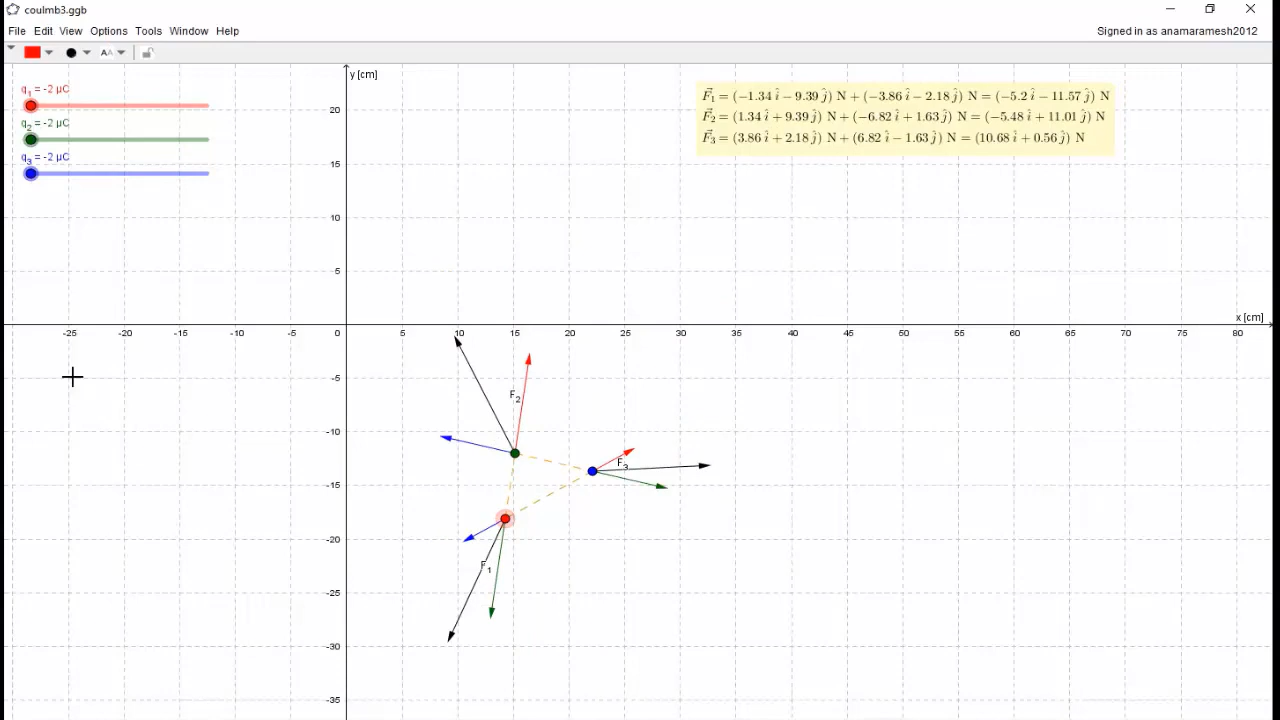 coulmb3.ggb
File Edit View Options Tools Window Help
Signed in as anamaramesh2012
AA
y [cm]
q1 = -2 µC
q2 = -2 µC
q3 = -2 µC
F⃗₁ = (−1.34 î − 9.39 ĵ) N + (−3.86 î − 2.18 ĵ) N = (−5.2 î − 11.57 ĵ) N
F⃗₂ = (1.34 î + 9.39 ĵ) N + (−6.82 î + 1.63 ĵ) N = (−5.48 î + 11.01 ĵ) N
F⃗₃ = (3.86 î + 2.18 ĵ) N + (6.82 î − 1.63 ĵ) N = (10.68 î + 0.56 ĵ) N
20
15
10
5
x [cm]
-25 -20 -15 -10 -5 0 5 10 15 20 25 30 35 40 45 50 55 60 65 70 75 80
-5
F2
-10
F3
-15
-20
F1
-25
-30
-35